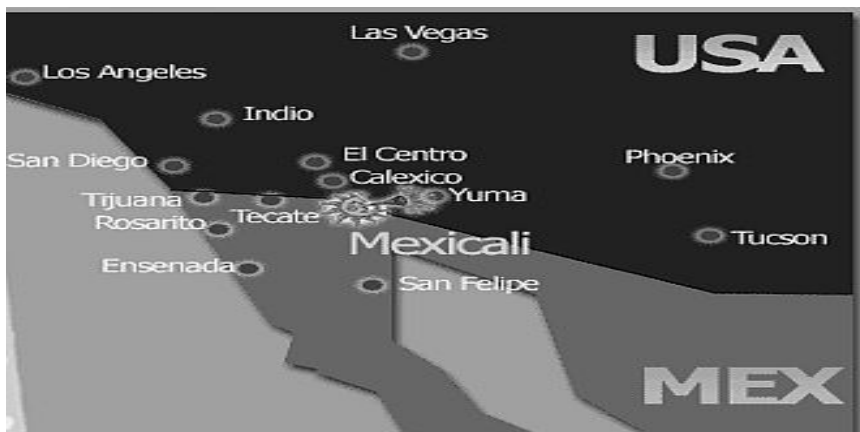 Las Vegas
USA
Los Angeles
Indio
San Diego
El Centro
Phoenix
Calexico
Tijuana
Yuma
Rosarito
Tecate
Mexicali
Tucson
Ensenada
San Felipe
MEX